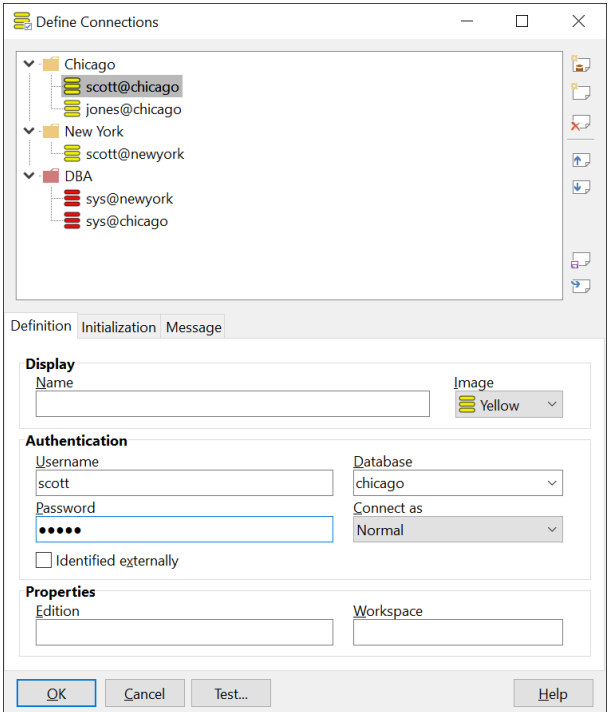 Define Connections
Chicago
scott@chicago
jones@chicago
New York
scott@newyork
DBA
sys@newyork
sys@chicago
Definition Initialization Message
Display
Name Image
Yellow
Authentication
Username Database
scott chicago
Password Connect as
●●●●● Normal
Identified externally
Properties
Edition Workspace
OK Cancel Test... Help